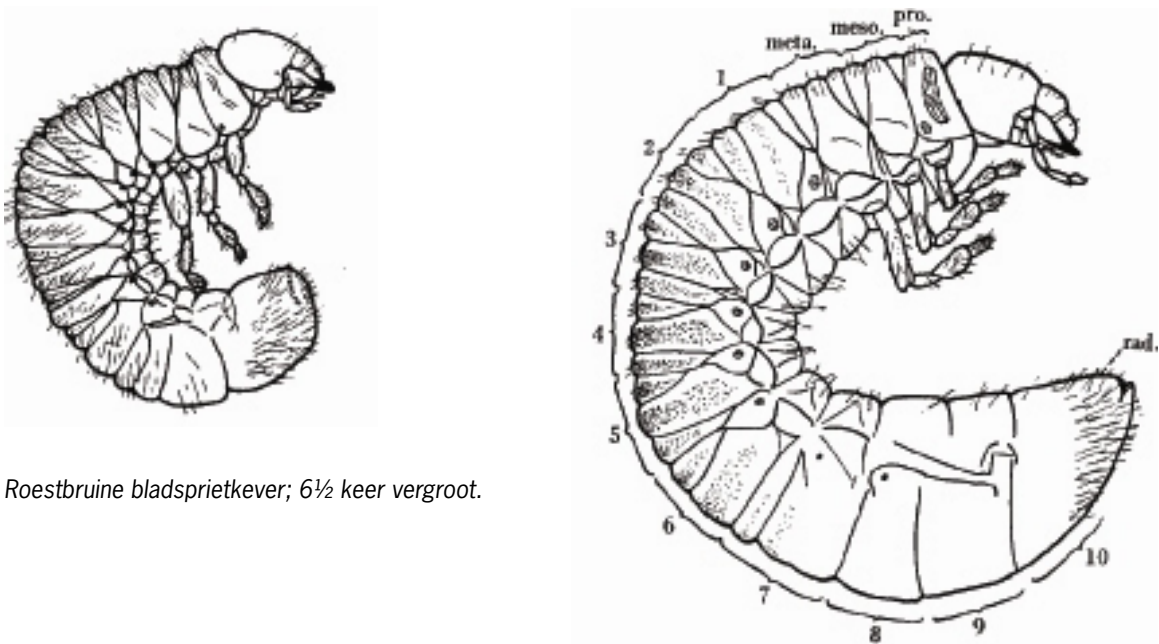 pro.
meso.
meta.
1
2
3
4
5
6
7
8
9
10
rad.
Roestbruine bladsprietkever; 6½ keer vergroot.